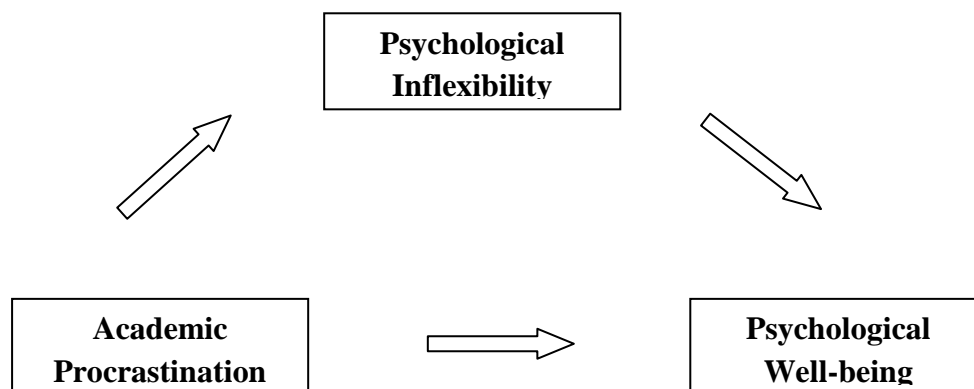 Psychological
Inflexibility
Academic
Procrastination
Psychological
Well-being